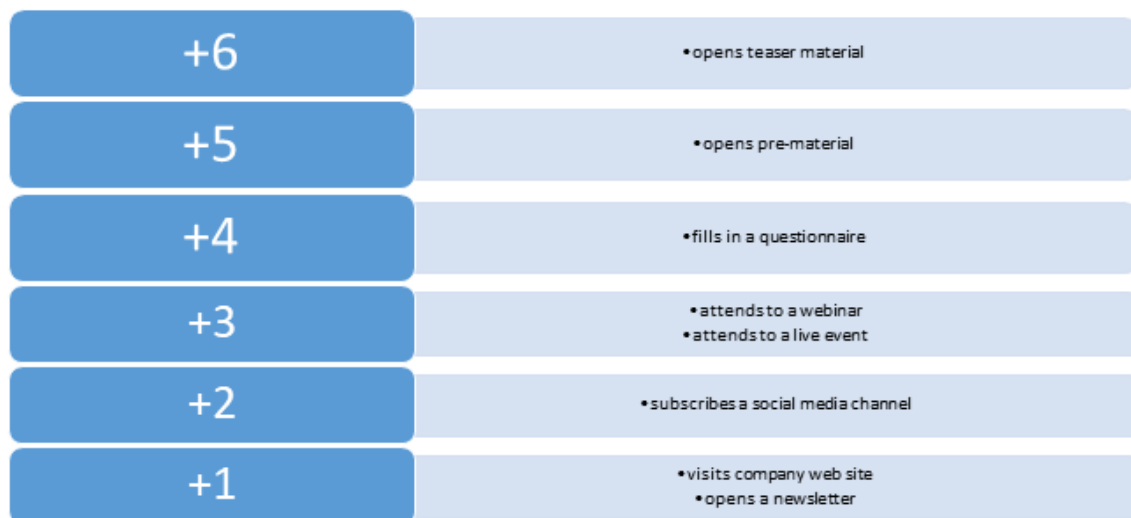 +6
•opens teaser material
+5
•opens pre-material
+4
•fills in a questionnaire
+3
•attends to a webinar
•attends to a live event
+2
•subscribes a social media channel
+1
•visits company web site
•opens a newsletter